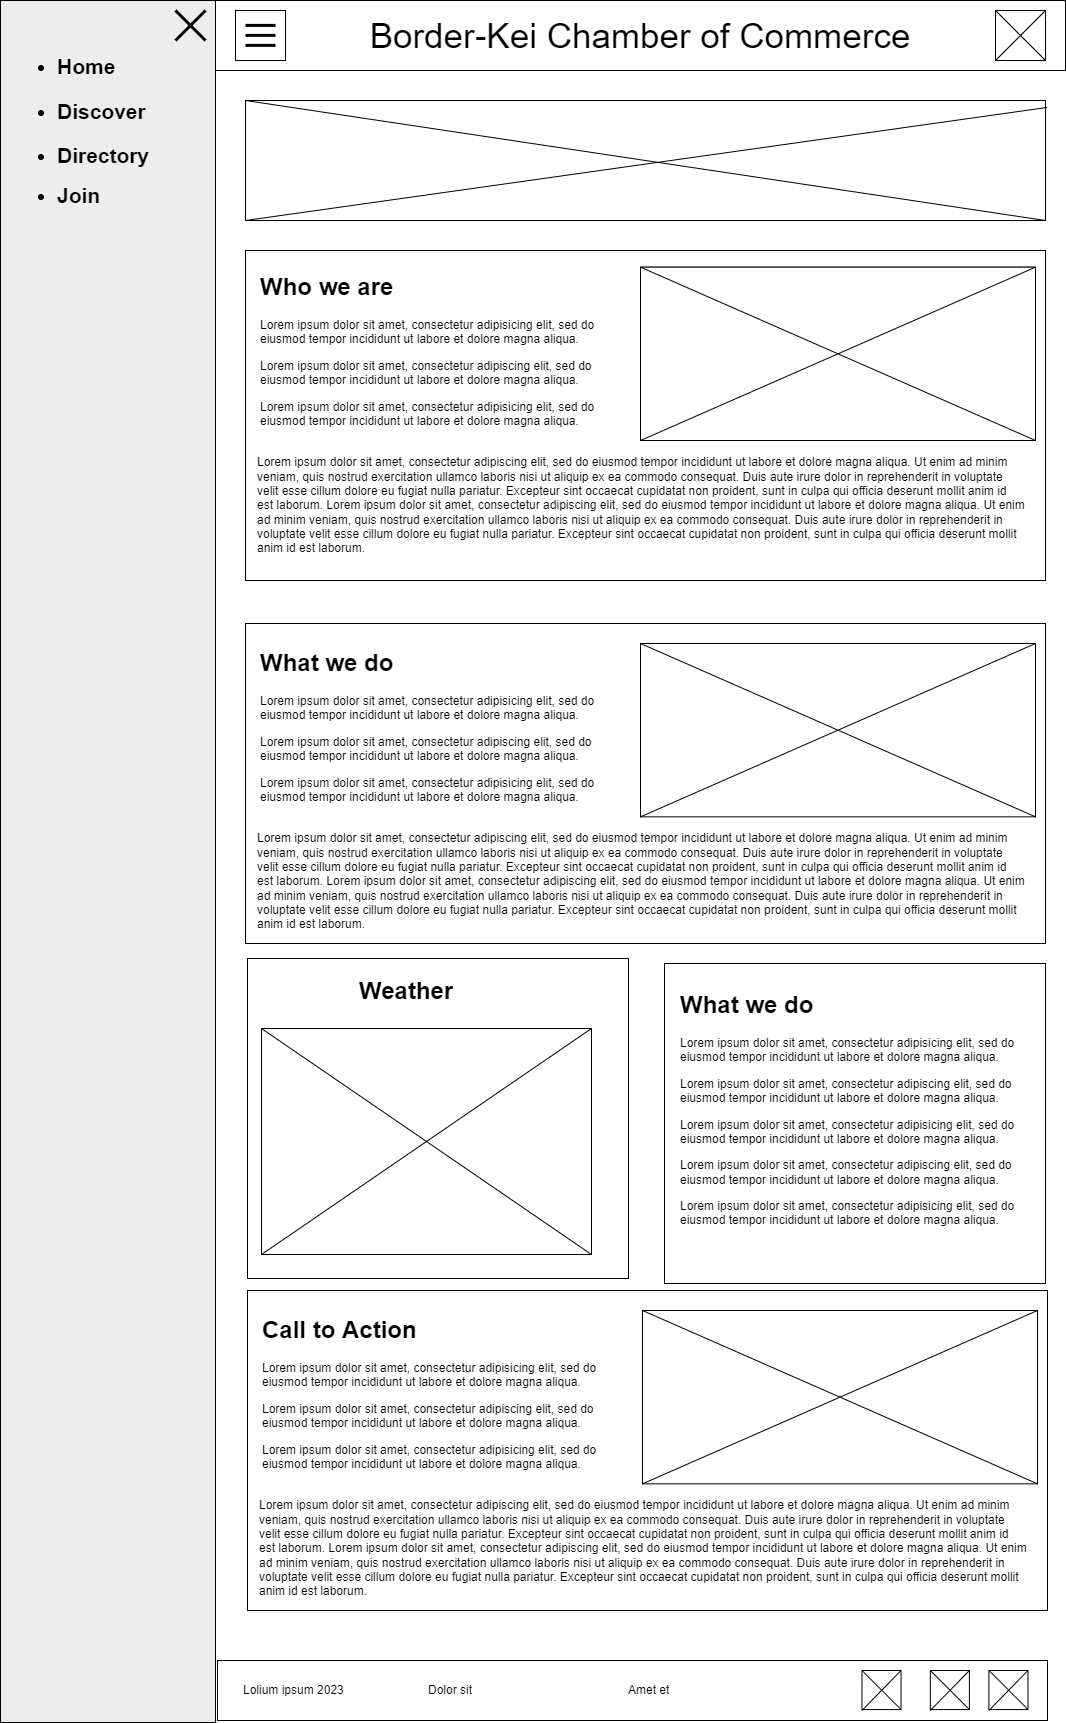 Home
Discover
Directory
Join
Border-Kei Chamber of Commerce
Who we are
Lorem ipsum dolor sit amet, consectetur adipisicing elit, sed do
eiusmod tempor incididunt ut labore et dolore magna aliqua.
Lorem ipsum dolor sit amet, consectetur adipiscing elit, sed do
eiusmod tempor incididunt ut labore et dolore magna aliqua.
Lorem ipsum dolor sit amet, consectetur adipisicing elit, sed do
eiusmod tempor incididunt ut labore et dolore magna aliqua.
Lorem ipsum dolor sit amet, consectetur adipiscing elit, sed do eiusmod tempor incididunt ut labore et dolore magna aliqua. Ut enim ad minim
veniam, quis nostrud exercitation ullamco laboris nisi ut aliquip ex ea commodo consequat. Duis aute irure dolor in reprehenderit in voluptate
velit esse cillum dolore eu fugiat nulla pariatur. Excepteur sint occaecat cupidatat non proident, sunt in culpa qui officia deserunt mollit anim id
est laborum. Lorem ipsum dolor sit amet, consectetur adipiscing elit, sed do eiusmod tempor incididunt ut labore et dolore magna aliqua. Ut enim
ad minim veniam, quis nostrud exercitation ullamco laboris nisi ut aliquip ex ea commodo consequat. Duis aute irure dolor in reprehenderit in
voluptate velit esse cillum dolore eu fugiat nulla pariatur. Excepteur sint occaecat cupidatat non proident, sunt in culpa qui officia deserunt mollit
anim id est laborum.
What we do
Lorem ipsum dolor sit amet, consectetur adipisicing elit, sed do
eiusmod tempor incididunt ut labore et dolore magna aliqua.
Lorem ipsum dolor sit amet, consectetur adipiscing elit, sed do
eiusmod tempor incididunt ut labore et dolore magna aliqua.
Lorem ipsum dolor sit amet, consectetur adipisicing elit, sed do
eiusmod tempor incididunt ut labore et dolore magna aliqua.
Lorem ipsum dolor sit amet, consectetur adipiscing elit, sed do eiusmod tempor incididunt ut labore et dolore magna aliqua. Ut enim ad minim
veniam, quis nostrud exercitation ullamco laboris nisi ut aliquip ex ea commodo consequat. Duis aute irure dolor in reprehenderit in voluptate
velit esse cillum dolore eu fugiat nulla pariatur. Excepteur sint occaecat cupidatat non proident, sunt in culpa qui officia deserunt mollit anim id
est laborum. Lorem ipsum dolor sit amet, consectetur adipiscing elit, sed do eiusmod tempor incididunt ut labore et dolore magna aliqua. Ut enim
ad minim veniam, quis nostrud exercitation ullamco laboris nisi ut aliquip ex ea commodo consequat. Duis aute irure dolor in reprehenderit in
voluptate velit esse cillum dolore eu fugiat nulla pariatur. Excepteur sint occaecat cupidatat non proident, sunt in culpa qui officia deserunt mollit
anim id est laborum.
Weather
What we do
Lorem ipsum dolor sit amet, consectetur adipisicing elit, sed do
eiusmod tempor incididunt ut labore et dolore magna aliqua.
Lorem ipsum dolor sit amet, consectetur adipiscing elit, sed do
eiusmod tempor incididunt ut labore et dolore magna aliqua.
Lorem ipsum dolor sit amet, consectetur adipisicing elit, sed do
eiusmod tempor incididunt ut labore et dolore magna aliqua.
Lorem ipsum dolor sit amet, consectetur adipiscing elit, sed do
eiusmod tempor incididunt ut labore et dolore magna aliqua.
Lorem ipsum dolor sit amet, consectetur adipisicing elit, sed do
eiusmod tempor incididunt ut labore et dolore magna aliqua.
Call to Action
Lorem ipsum dolor sit amet, consectetur adipisicing elit, sed do
eiusmod tempor incididunt ut labore et dolore magna aliqua.
Lorem ipsum dolor sit amet, consectetur adipiscing elit, sed do
eiusmod tempor incididunt ut labore et dolore magna aliqua.
Lorem ipsum dolor sit amet, consectetur adipisicing elit, sed do
eiusmod tempor incididunt ut labore et dolore magna aliqua.
Lorem ipsum dolor sit amet, consectetur adipiscing elit, sed do eiusmod tempor incididunt ut labore et dolore magna aliqua. Ut enim ad minim
veniam, quis nostrud exercitation ullamco laboris nisi ut aliquip ex ea commodo consequat. Duis aute irure dolor in reprehenderit in voluptate
velit esse cillum dolore eu fugiat nulla pariatur. Excepteur sint occaecat cupidatat non proident, sunt in culpa qui officia deserunt mollit anim id
est laborum. Lorem ipsum dolor sit amet, consectetur adipiscing elit, sed do eiusmod tempor incididunt ut labore et dolore magna aliqua. Ut enim
ad minim veniam, quis nostrud exercitation ullamco laboris nisi ut aliquip ex ea commodo consequat. Duis aute irure dolor in reprehenderit in
voluptate velit esse cillum dolore eu fugiat nulla pariatur. Excepteur sint occaecat cupidatat non proident, sunt in culpa qui officia deserunt mollit
anim id est laborum.
Lolium ipsum 2023 Dolor sit Amet et